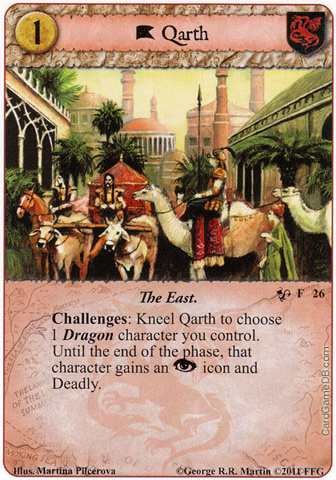 1
Qarth
The East.
F 26
Challenges: Kneel Qarth to choose
1 Dragon character you control.
Until the end of the phase, that
character gains an icon and
Deadly.
CardGameDB.com
Illus. Martina Pilcerova
©George R.R. Martin ©2011 FFG